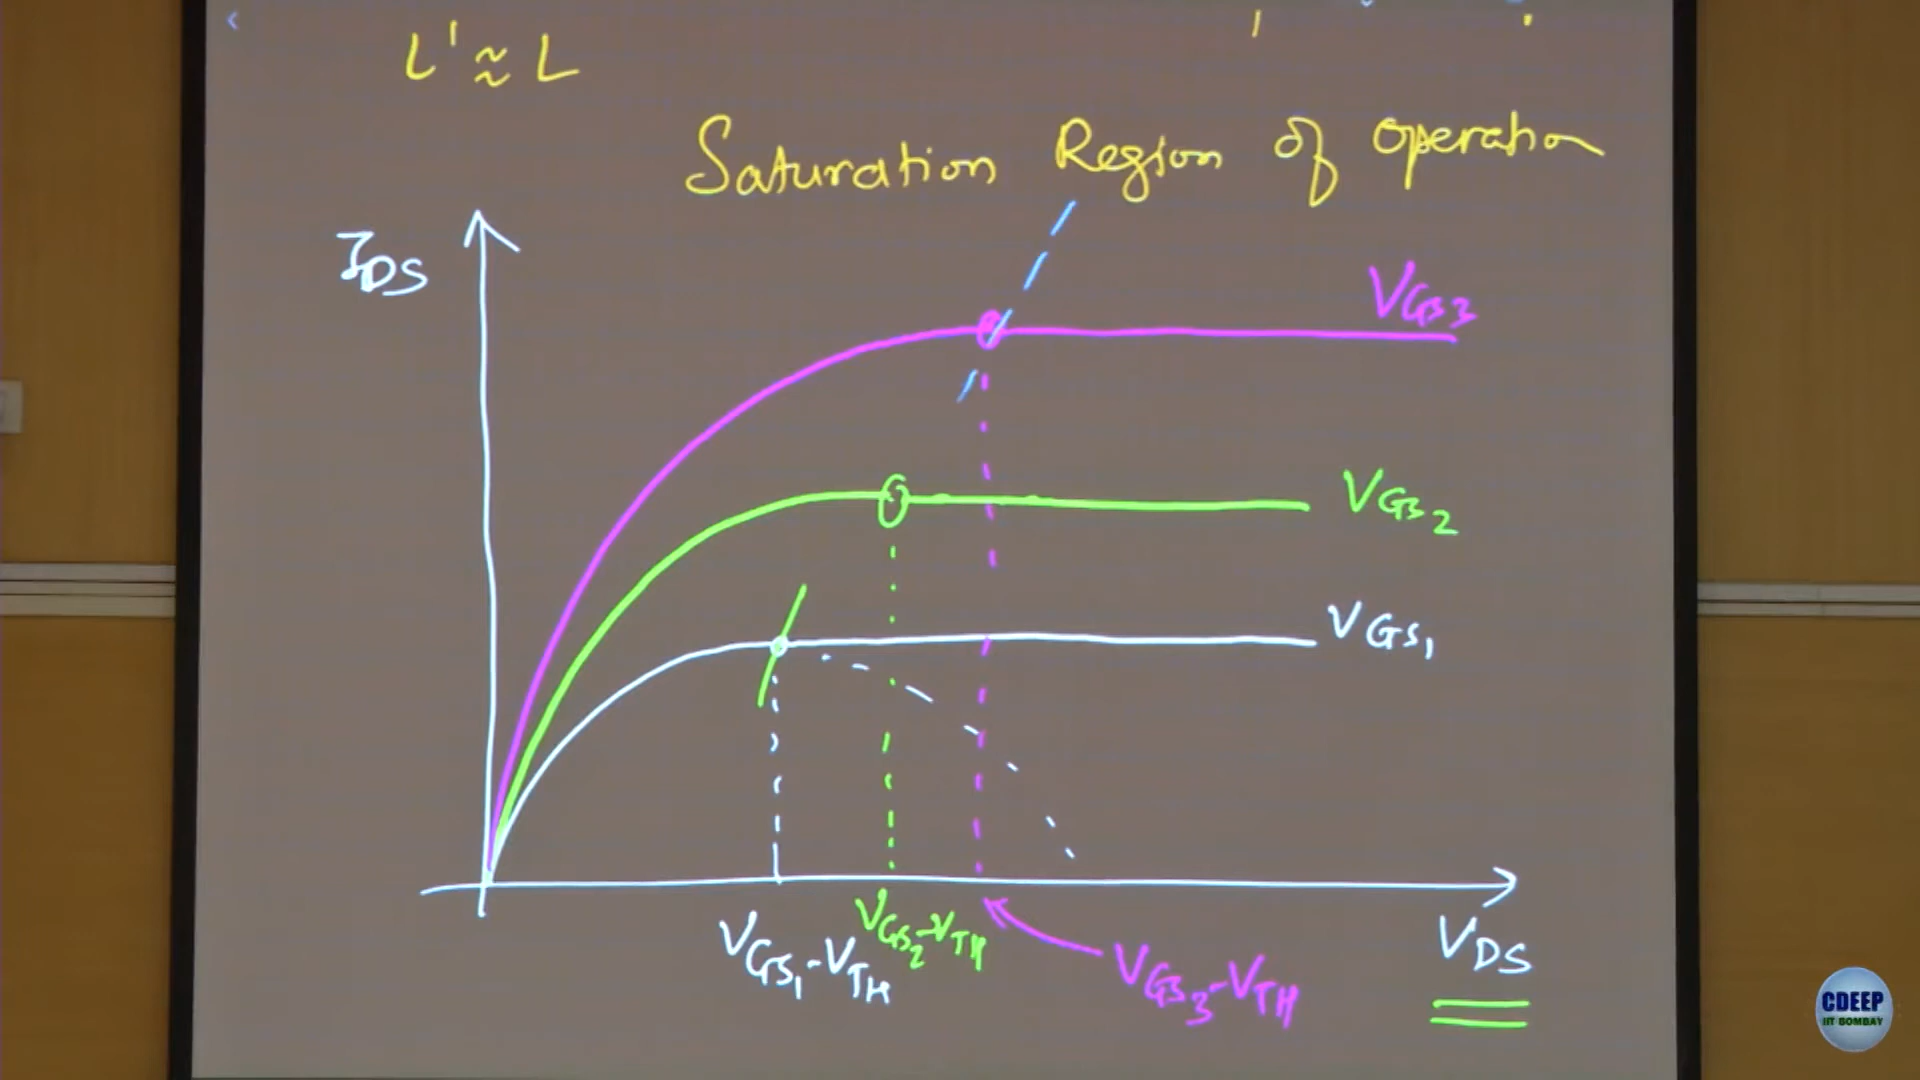 L' ≈ L
Saturation Region of operation
IDS
VGS3
VGS2
VGS1
VGS1-VTH
VGS2-VTH
VGS3-VTH
VDS
CDEEP
IIT BOMBAY